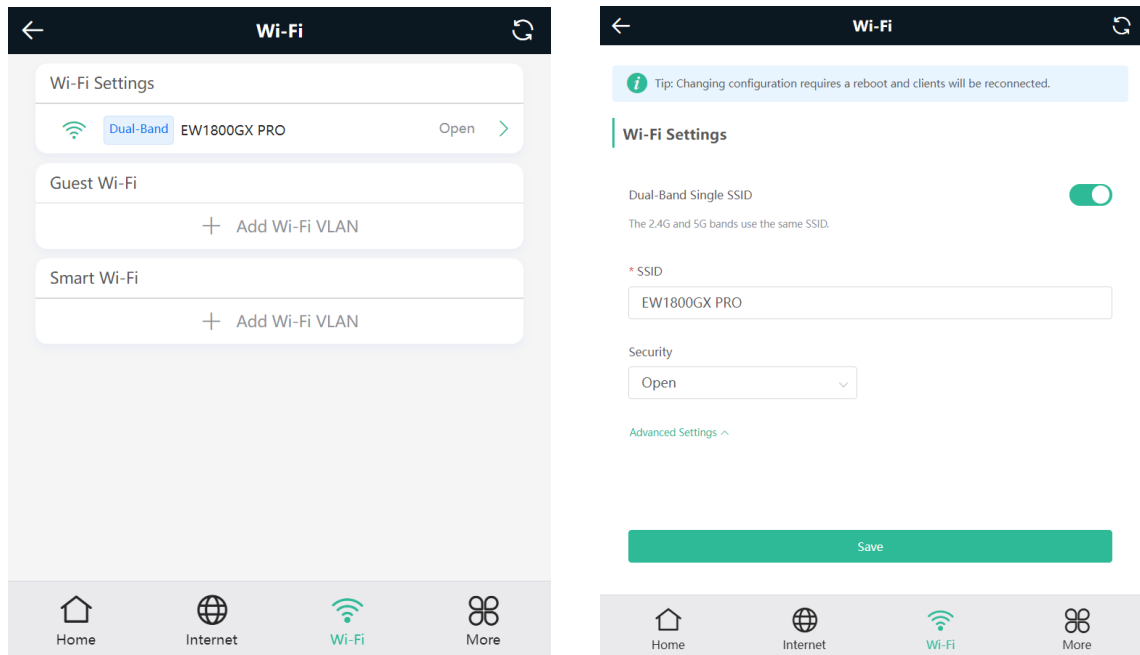 Wi-Fi
Wi-Fi Settings
Dual-Band EW1800GX PRO Open
Guest Wi-Fi
Add Wi-Fi VLAN
Smart Wi-Fi
Add Wi-Fi VLAN
Home Internet Wi-Fi More
Wi-Fi
Tip: Changing configuration requires a reboot and clients will be reconnected.
Wi-Fi Settings
Dual-Band Single SSID
The 2.4G and 5G bands use the same SSID.
* SSID
EW1800GX PRO
Security
Open
Advanced Settings
Save
Home Internet Wi-Fi More